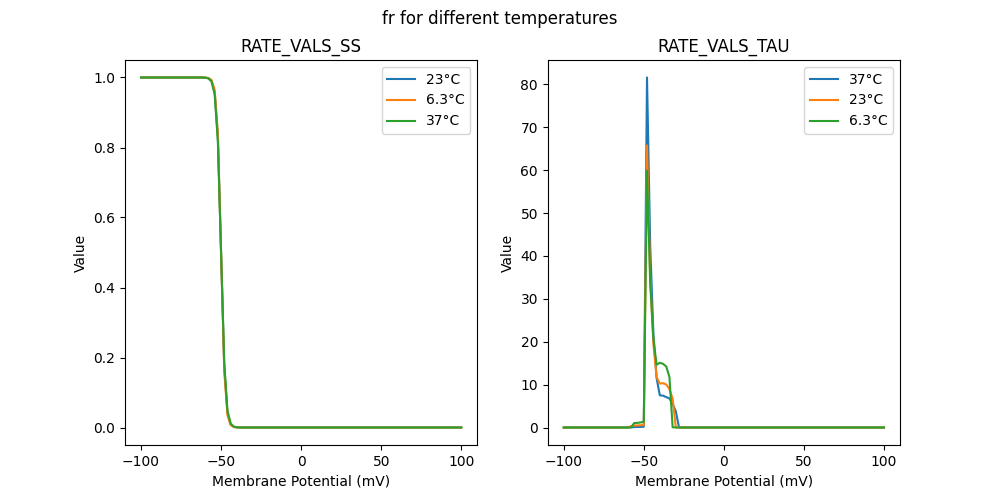 fr for different temperatures
RATE_VALS_SS
RATE_VALS_TAU
Value
1.0
0.8
0.6
0.4
0.2
0.0
23°C
6.3°C
37°C
−100
−50
0
50
100
Membrane Potential (mV)
Value
80
70
60
50
40
30
20
10
0
37°C
23°C
6.3°C
−100
−50
0
50
100
Membrane Potential (mV)